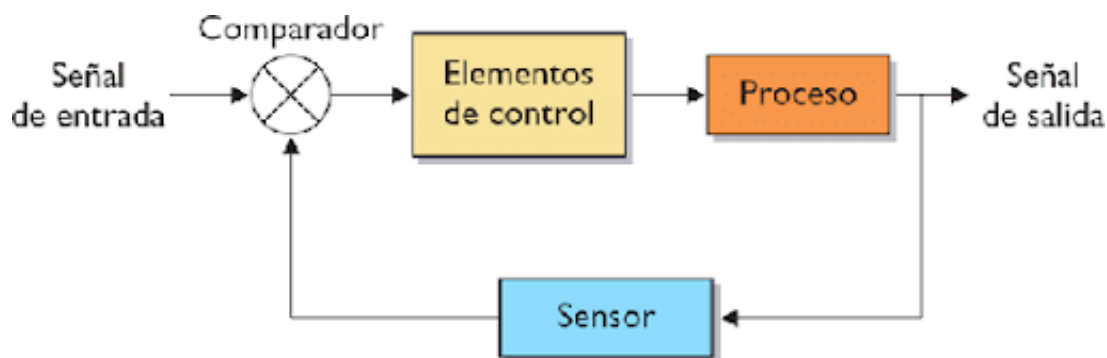 Comparador
Señal
de entrada
Elementos
de control
Proceso
Señal
de salida
Sensor